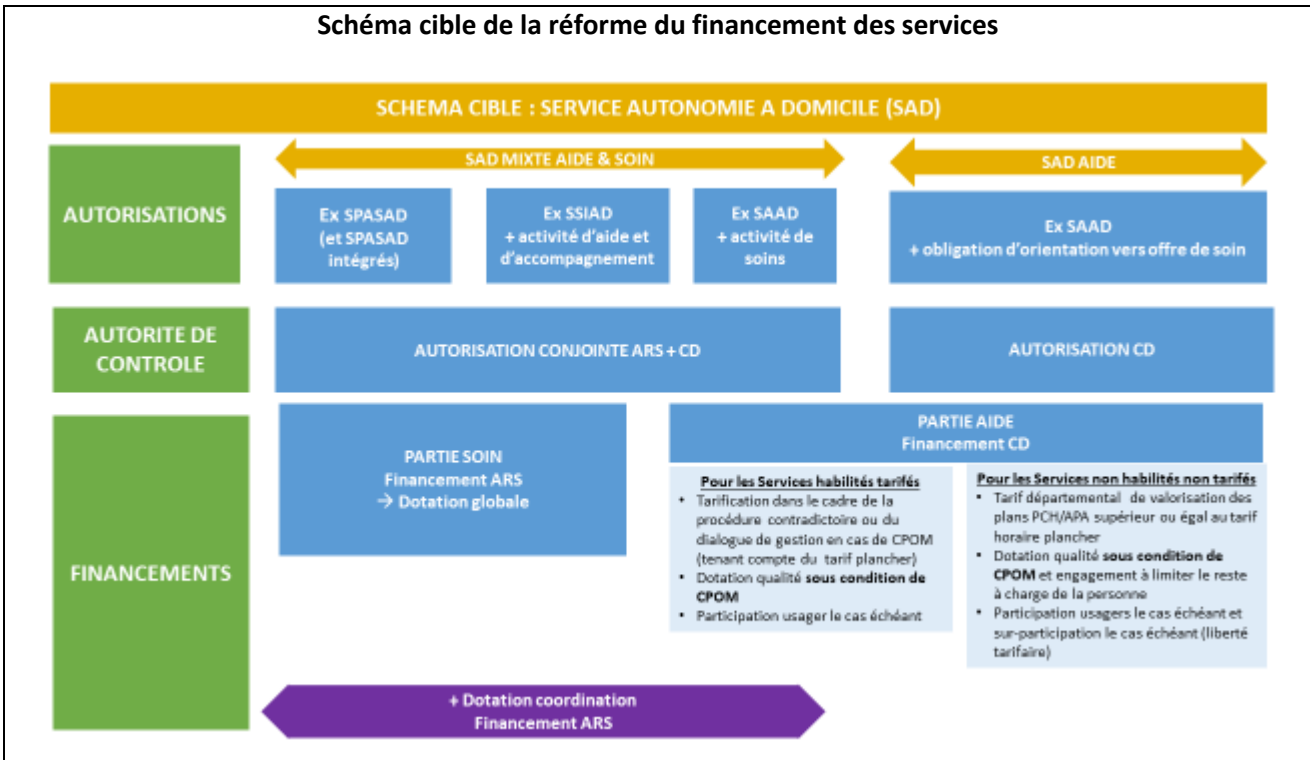 Schéma cible de la réforme du financement des services
SCHEMA CIBLE : SERVICE AUTONOMIE A DOMICILE (SAD)
AUTORISATIONS
SAD MIXTE AIDE & SOIN
SAD AIDE
Ex SPASAD
(et SPASAD
intégrés)
Ex SSIAD
+ activité d'aide et
d'accompagnement
Ex SAAD
+ activité de
soins
Ex SAAD
+ obligation d'orientation vers offre de soin
AUTORITE DE
CONTROLE
AUTORISATION CONJOINTE ARS + CD
AUTORISATION CD
FINANCEMENTS
PARTIE SOIN
Financement ARS
→ Dotation globale
PARTIE AIDE
Financement CD
Pour les Services habilités tarifés
• Tarification dans le cadre de la
procédure contradictoire ou du
dialogue de gestion en cas de CPOM
(tenant compte du tarif plancher)
• Dotation qualité sous condition de
CPOM
• Participation usager le cas échéant
Pour les Services non habilités non tarifés
• Tarif départemental de valorisation des
plans PCH/APA supérieur ou égal au tarif
horaire plancher
• Dotation qualité sous condition de
CPOM et engagement à limiter le reste
à charge de la personne
• Participation usagers le cas échéant et
sur-participation le cas échéant (liberté
tarifaire)
+ Dotation coordination
Financement ARS